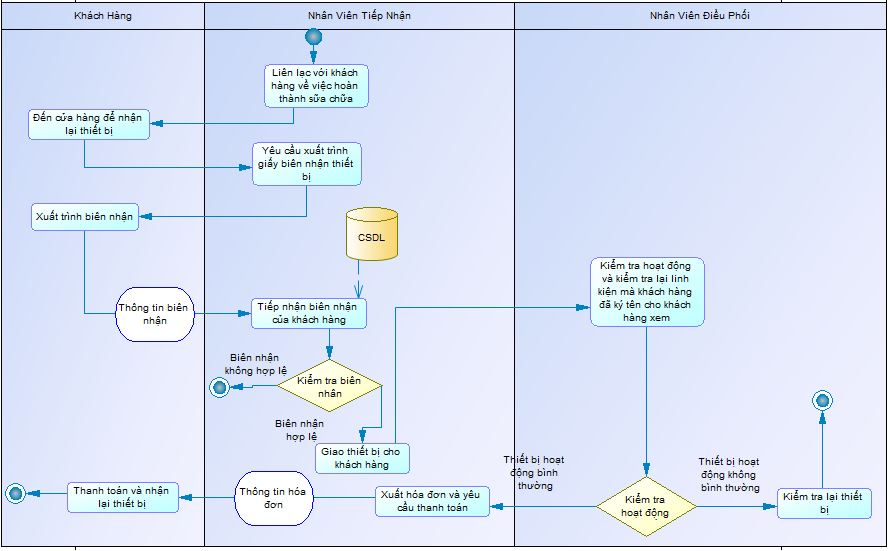 Khách Hàng
Nhân Viên Tiếp Nhận
Nhân Viên Điều Phối
Liên lạc với khách
hàng về việc hoàn
thành sữa chữa
Đến cửa hàng để nhận
lại thiết bị
Yêu cầu xuất trình
giấy biên nhận thiết
bị
Xuất trình biên nhận
CSDL
Kiểm tra hoạt động
và kiểm tra lại linh
kiện mà khách hàng
đã ký tên cho khách
hàng xem
Thông tin biên
nhận
Tiếp nhận biên nhận
của khách hàng
Biên nhận
không hợp lệ
Kiểm tra biên
nhân
Biên nhận
hợp lệ
Giao thiết bị cho
khách hàng
Thiết bị hoạt
động bình
thường
Thiết bị hoạt
động không
bình thường
Thanh toán và nhận
lại thiết bị
Thông tin hóa
đơn
Xuất hóa đơn và yêu
cầu thanh toán
Kiểm tra
hoạt động
Kiểm tra lại thiết
bị